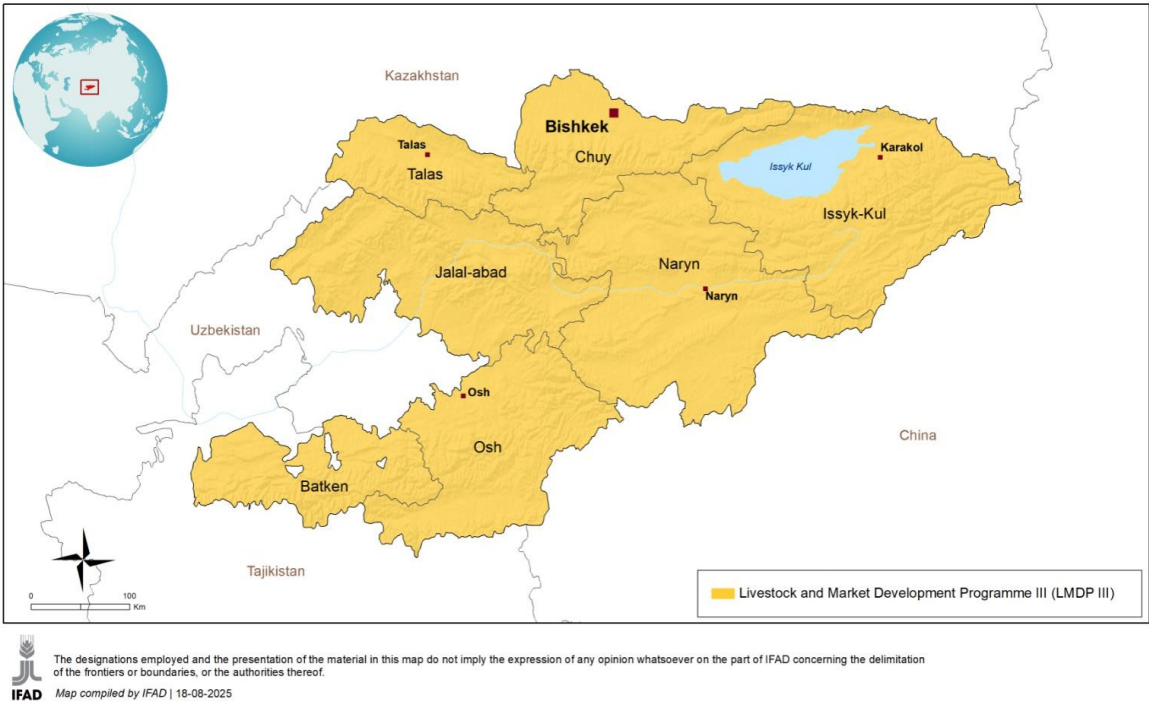 Kazakhstan
Bishkek
Chuy
Talas
Talas
Issyk Kul
Karakol
Issyk-Kul
Jalal-abad
Naryn
Naryn
Uzbekistan
Osh
Osh
China
Batken
Tajikistan
0 100
Km
Livestock and Market Development Programme III (LMDP III)
The designations employed and the presentation of the material in this map do not imply the expression of any opinion whatsoever on the part of IFAD concerning the delimitation
of the frontiers or boundaries, or the authorities thereof.
IFAD
Map compiled by IFAD | 18-08-2025